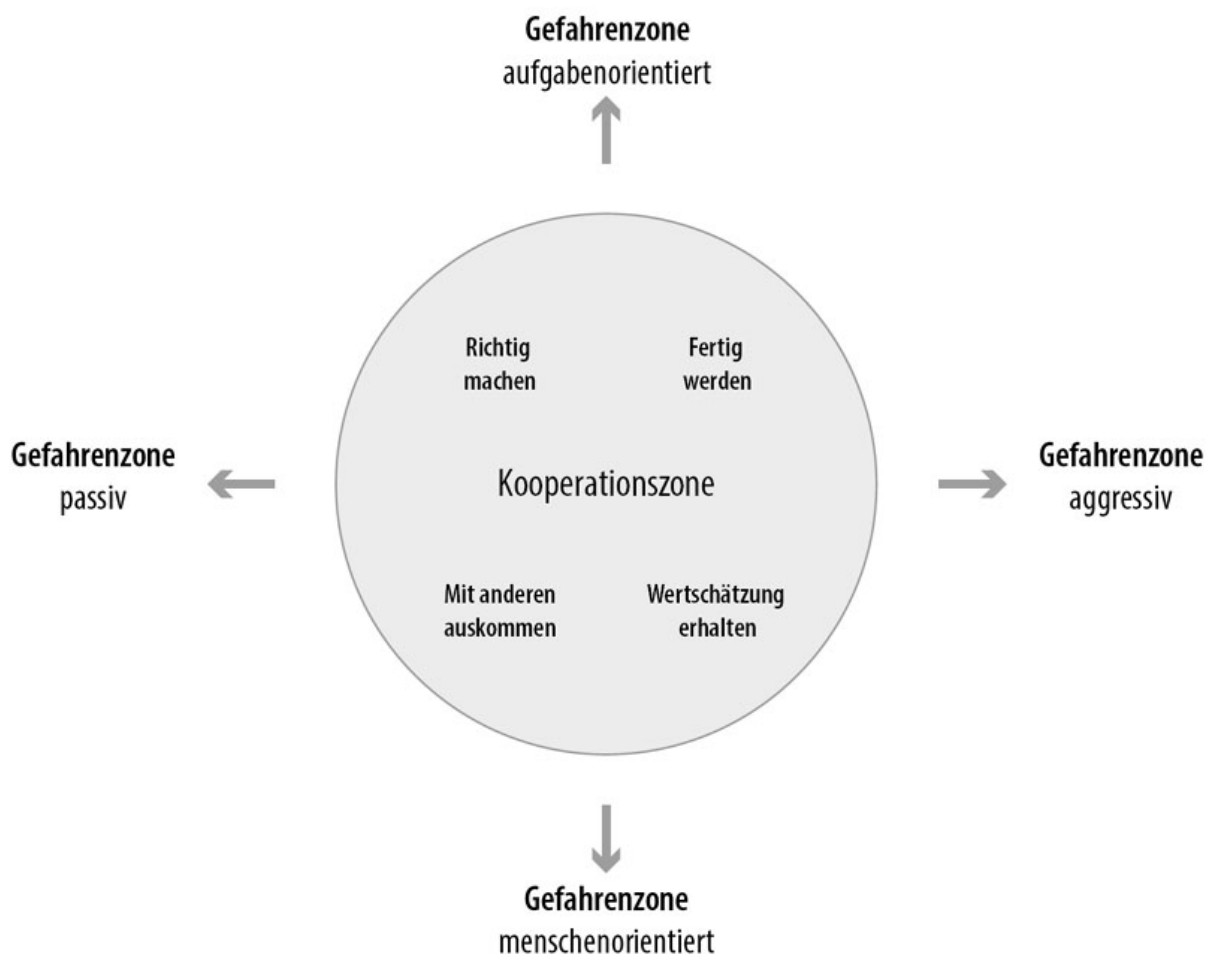 Gefahrenzone
aufgabenorientiert
Richtig
machen
Fertig
werden
Gefahrenzone
passiv
Kooperationszone
Gefahrenzone
aggressiv
Mit anderen
auskommen
Wertschätzung
erhalten
Gefahrenzone
menschenorientiert